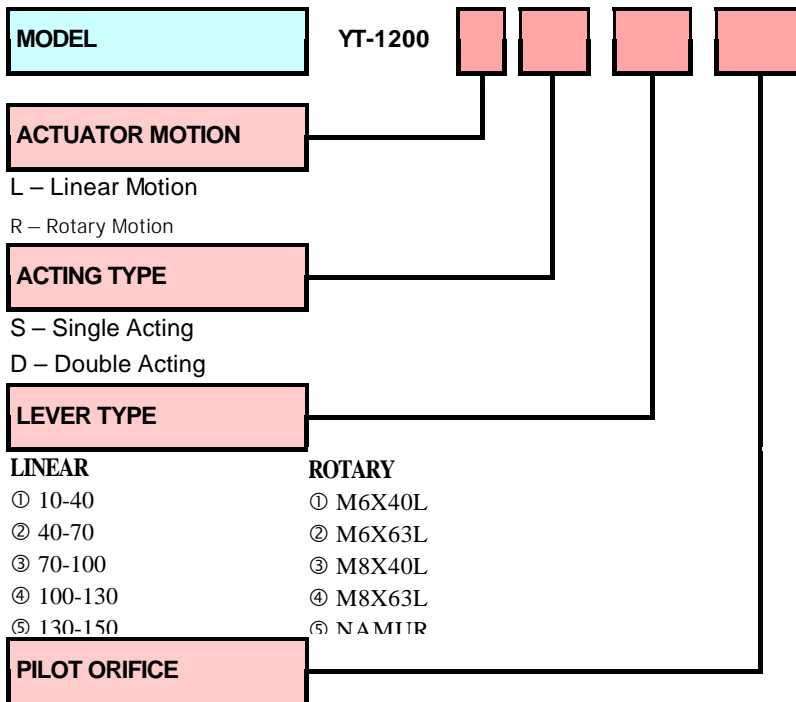 MODEL YT-1200
ACTUATOR MOTION
L – Linear Motion
R – Rotary Motion
ACTING TYPE
S – Single Acting
D – Double Acting
LEVER TYPE
LINEAR ROTARY
① 10-40 ① M6X40L
② 40-70 ② M6X63L
③ 70-100 ③ M8X40L
④ 100-130 ④ M8X63L
⑤ 130-150 ⑤ NAMUR
PILOT ORIFICE